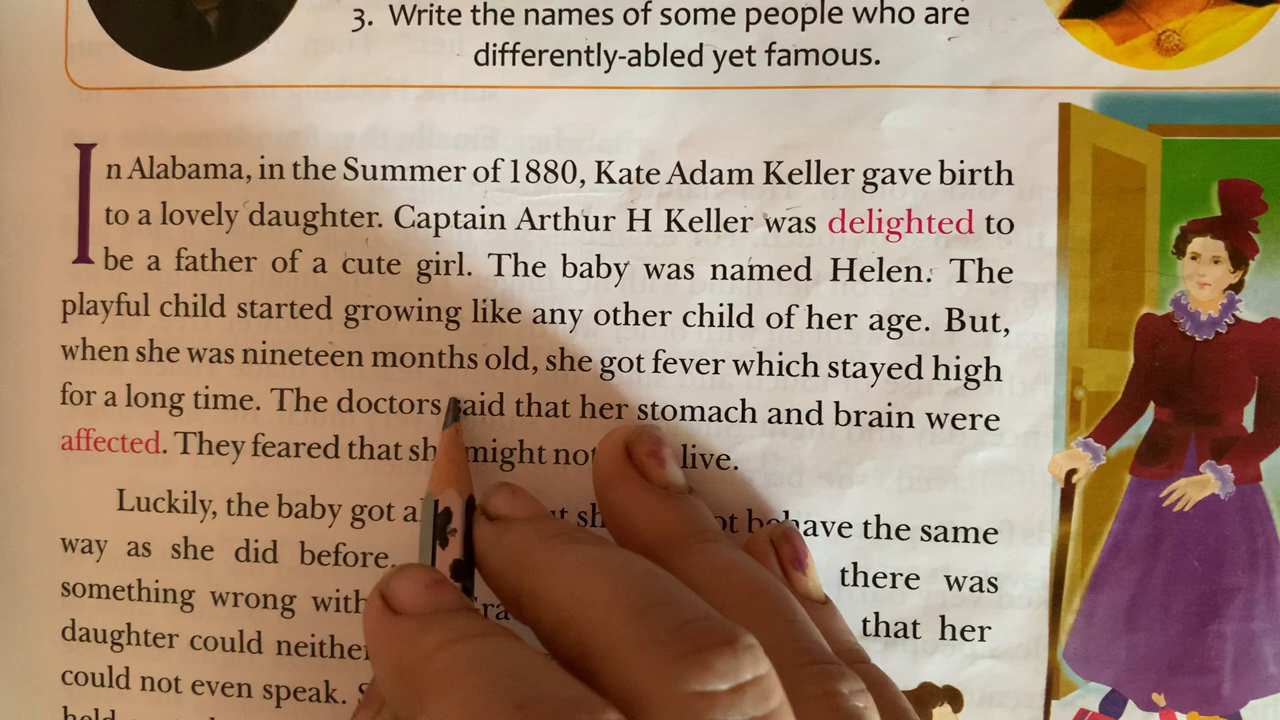 3. Write the names of some people who are
differently-abled yet famous.
In Alabama, in the Summer of 1880, Kate Adam Keller gave birth
to a lovely daughter. Captain Arthur H Keller was delighted to
be a father of a cute girl. The baby was named Helen. The
playful child started growing like any other child of her age. But,
when she was nineteen months old, she got fever which stayed high
for a long time. The doctors said that her stomach and brain were
affected. They feared that she might not live.
Luckily, the baby got the same
way as she did before. there was
something wrong with
daughter could neither that her
could not even speak.